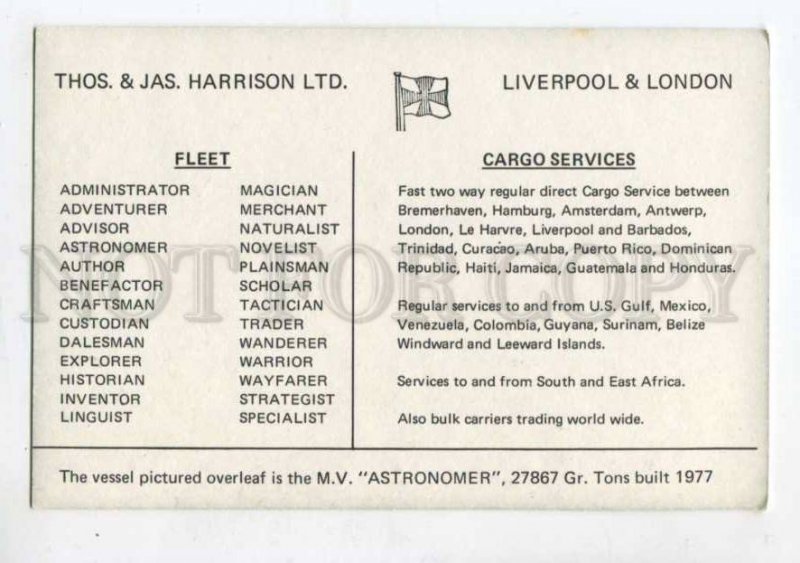 THOS. & JAS. HARRISON LTD.
LIVERPOOL & LONDON
FLEET
ADMINISTRATOR
ADVENTURER
ADVISOR
ASTRONOMER
AUTHOR
BENEFACTOR
CRAFTSMAN
CUSTODIAN
DALESMAN
EXPLORER
HISTORIAN
INVENTOR
LINGUIST
MAGICIAN
MERCHANT
NATURALIST
NOVELIST
PLAINSMAN
SCHOLAR
TACTICIAN
TRADER
WANDERER
WARRIOR
WAYFARER
STRATEGIST
SPECIALIST
CARGO SERVICES
Fast two way regular direct Cargo Service between
Bremerhaven, Hamburg, Amsterdam, Antwerp,
London, Le Harvre, Liverpool and Barbados,
Trinidad, Curacao, Aruba, Puerto Rico, Dominican
Republic, Haiti, Jamaica, Guatemala and Honduras.
Regular services to and from U.S. Gulf, Mexico,
Venezuela, Colombia, Guyana, Surinam, Belize
Windward and Leeward Islands.
Services to and from South and East Africa.
Also bulk carriers trading world wide.
The vessel pictured overleaf is the M.V. "ASTRONOMER", 27867 Gr. Tons built 1977
NOT FOR COPY